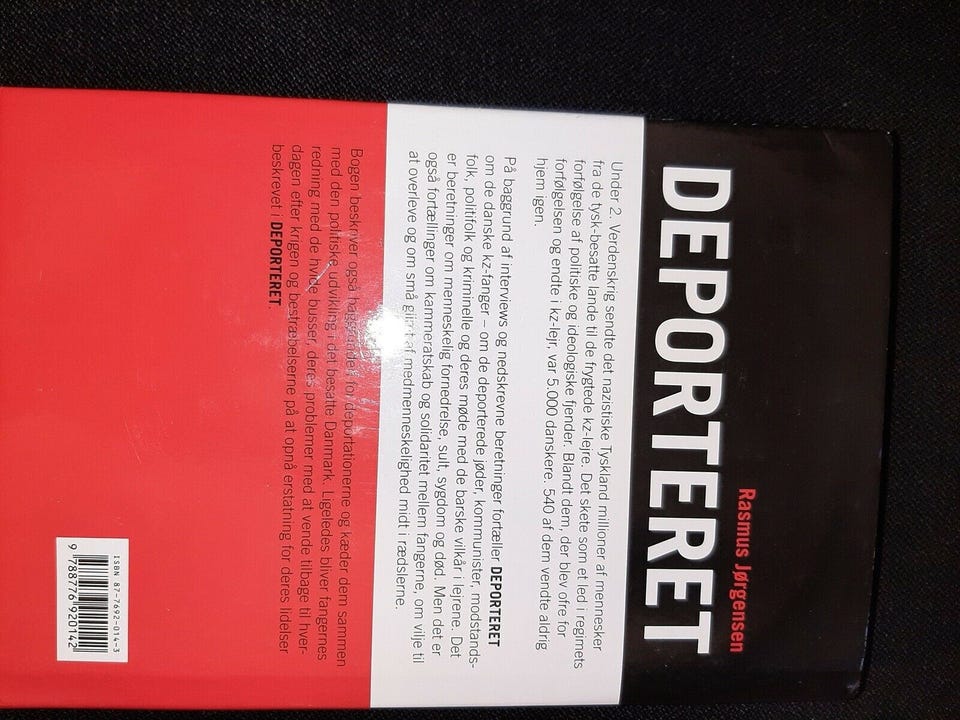 Rasmus Jørgensen
DEPORTERET
Under 2. Verdenskrig sendte det nazistiske Tyskland millioner af mennesker
fra de tysk-besatte lande til de frygtede kz-lejre. Det skete som et led i regimets
forfølgelse af politiske og ideologiske fjender. Blandt dem, der blev ofre for
forfølgelsen og endte i kz-lejr, var 5.000 danskere. 540 af dem vendte aldrig
hjem igen.
På baggrund af interviews og nedskrevne beretninger fortæller DEPORTERET
om de danske kz-fanger – om de deporterede jøder, kommunister, modstands-
folk, politifolk og kriminelle og deres møde med de barske vilkår i lejrene. Det
er beretninger om menneskelig fornedrelse, sult, sygdom og død. Men det er
også fortællinger om kammeratskab og solidaritet mellem fangerne, om vilje til
at overleve og om små glimt af medmenneskelighed midt i rædslerne.
Bogen beskriver også baggrunden for deportationerne og kæder dem sammen
med den politiske udvikling i det besatte Danmark. Ligeledes bliver fangernes
redning med de hvide busser, deres problemer med at vende tilbage til hver-
dagen efter krigen og bestræbelserne på at opnå erstatning for deres lidelser
beskrevet i DEPORTERET.
ISBN 87-7692-014-3
9 788776 920142